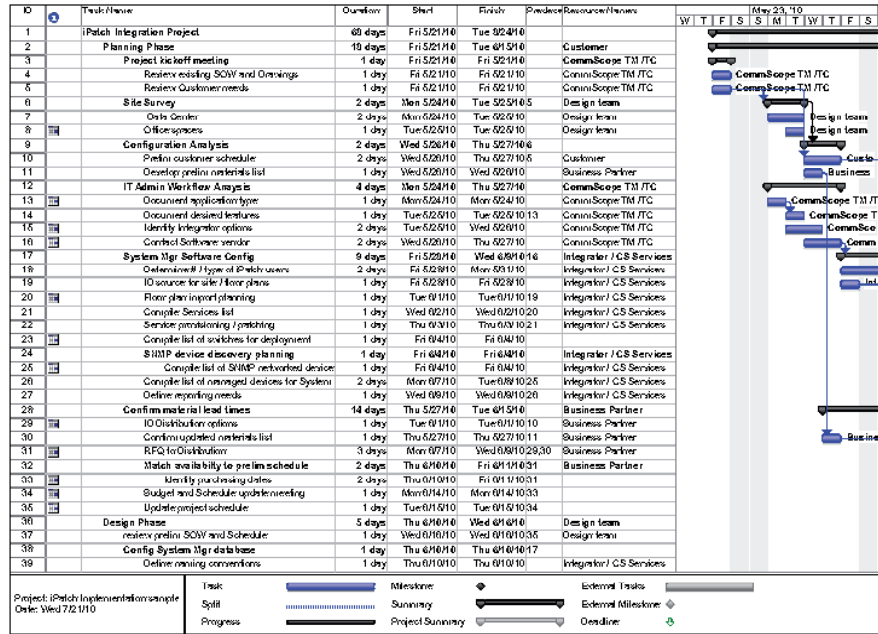 ID Task Name Duration Start Finish Predece Resource Names May 23, '10
W T F S S M T W T F S
1 iPatch Integration Project 68 days Fri 5/21/10 Tue 8/24/10
2 Planning Phase 18 days Fri 5/21/10 Tue 6/15/10 Customer
3 Project kickoff meeting 1 day Fri 5/21/10 Fri 5/21/10 CommScope TM /TC
4 Review existing SOW and Drawings 1 day Fri 5/21/10 Fri 5/21/10 CommScope TM /TC CommScope TM /TC
5 Review Customer needs 1 day Fri 5/21/10 Fri 5/21/10 CommScope TM /TC CommScope TM /TC
6 Site Survey 2 days Mon 5/24/10 Tue 5/25/10 5 Design team
7 Data Center 2 days Mon 5/24/10 Tue 5/25/10 Design team Design team
8 Office spaces 1 day Tue 5/25/10 Tue 5/25/10 Design team Design team
9 Configuration Analysis 2 days Wed 5/26/10 Thu 5/27/10 6
10 Prelim customer schedule 2 days Wed 5/26/10 Thu 5/27/10 5 Customer Custo
11 Develop prelim materials list 1 day Wed 5/26/10 Wed 5/26/10 Business Partner Business
12 IT Admin Workflow Anaysis 4 days Mon 5/24/10 Thu 5/27/10 CommScope TM /TC
13 Document application type 1 day Mon 5/24/10 Mon 5/24/10 CommScope TM /TC CommScope TM /T
14 Document desired features 1 day Tue 5/25/10 Tue 5/25/10 13 CommScope TM /TC CommScope T
15 Identify Integrator options 2 days Tue 5/25/10 Wed 5/26/10 CommScope TM /TC CommSco
16 Contact Software vendor 2 days Wed 5/26/10 Thu 5/27/10 CommScope TM /TC Comm
17 System Mgr Software Config 9 days Fri 5/28/10 Wed 6/9/10 16 Integrator / CS Services
18 Determine # / type of iPatch users 2 days Fri 5/28/10 Mon 5/31/10 Integrator / CS Services
19 ID source for site / floor plans 1 day Fri 5/28/10 Fri 5/28/10 Integrator / CS Services Int
20 Floor plan import planning 1 day Tue 6/1/10 Tue 6/1/10 19 Integrator / CS Services
21 Compile Services list 1 day Wed 6/2/10 Wed 6/2/10 20 Integrator / CS Services
22 Service provisioning / patching 1 day Thu 6/3/10 Thu 6/3/10 21 Integrator / CS Services
23 Compile list of switches for deployment 1 day Fri 6/4/10 Fri 6/4/10
24 SNMP device discovery planning 1 day Fri 6/4/10 Fri 6/4/10 Integrator / CS Services
25 Compile list of SNMP networked device 1 day Fri 6/4/10 Fri 6/4/10 Integrator / CS Services
26 Compile list of managed devices for System 2 days Mon 6/7/10 Tue 6/8/10 25 Integrator / CS Services
27 Define reporting needs 1 day Wed 6/9/10 Wed 6/9/10 26 Integrator / CS Services
28 Confirm material lead times 14 days Thu 5/27/10 Tue 6/15/10 Business Partner
29 ID Distribution options 1 day Tue 6/1/10 Tue 6/1/10 10 Business Partner
30 Confirm updated materials list 1 day Thu 5/27/10 Thu 5/27/10 11 Business Partner Busine
31 RFQ to Distribution 3 days Mon 6/7/10 Wed 6/9/10 29,30 Business Partner
32 Match availabilty to prelim schedule 2 days Thu 6/10/10 Fri 6/11/10 31 Business Partner
33 Identify purchasing dates 2 days Thu 6/10/10 Fri 6/11/10 31
34 Budget and Schedule update meeting 1 day Mon 6/14/10 Mon 6/14/10 33
35 Update project schedule 1 day Tue 6/15/10 Tue 6/15/10 34
36 Design Phase 5 days Thu 6/10/10 Wed 6/16/10 Design team
37 review prelim SOW and Schedule 1 day Wed 6/16/10 Wed 6/16/10 35 Design team
38 Config System Mgr database 1 day Thu 6/10/10 Thu 6/10/10 17
39 Define naming conventions 1 day Thu 6/10/10 Thu 6/10/10 Integrator / CS Services
Project: iPatch Implementation sample
Date: Wed 7/21/10
Task Milestone External Tasks
Split Summary External Milestone
Progress Project Summary Deadline